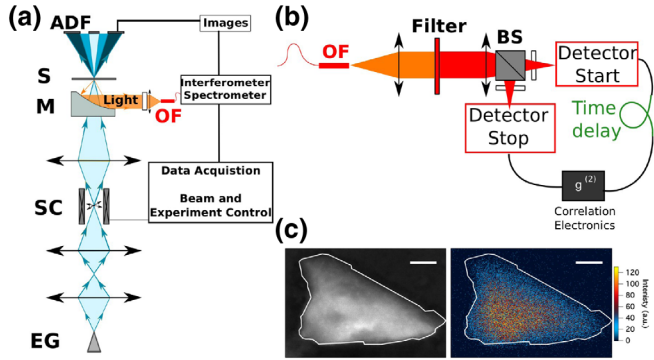 (a)
ADF
Images
S
M
Light
OF
Interferometer
Spectrometer
Data Acquistion
Beam and
Experiment Control
SC
EG
(b)
Filter
BS
OF
Detector
Start
Detector
Stop
Time
delay
g(2)
Correlation
Electronics
(c)
120
100
80
60
40
20
0
Intensity (a.u.)